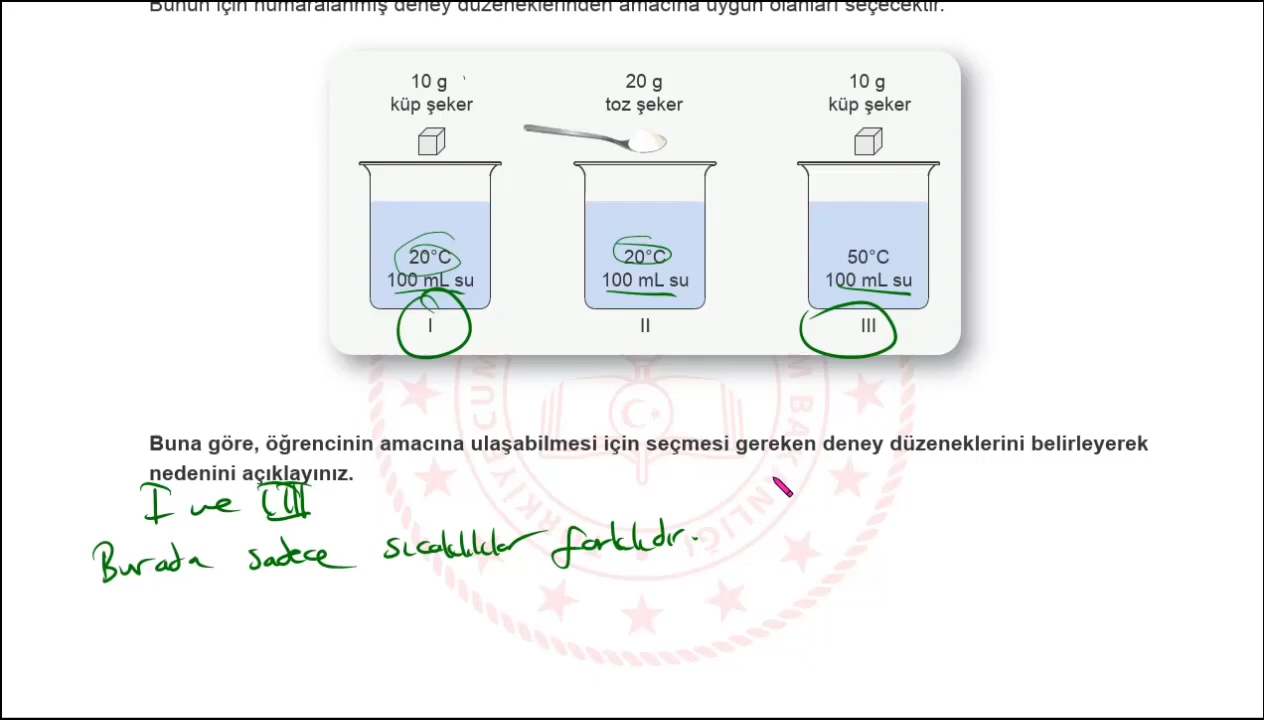 Bunun için numaralanmış deney düzeneklerinden amacına uygun olanları seçecektir.
10 g
küp şeker
20 g
toz şeker
10 g
küp şeker
20°C
100 mL su
20°C
100 mL su
50°C
100 mL su
I
II
III
Buna göre, öğrencinin amacına ulaşabilmesi için seçmesi gereken deney düzeneklerini belirleyerek
nedenini açıklayınız.
I ve III
Burada sadece sıcaklıklar farklıdır.